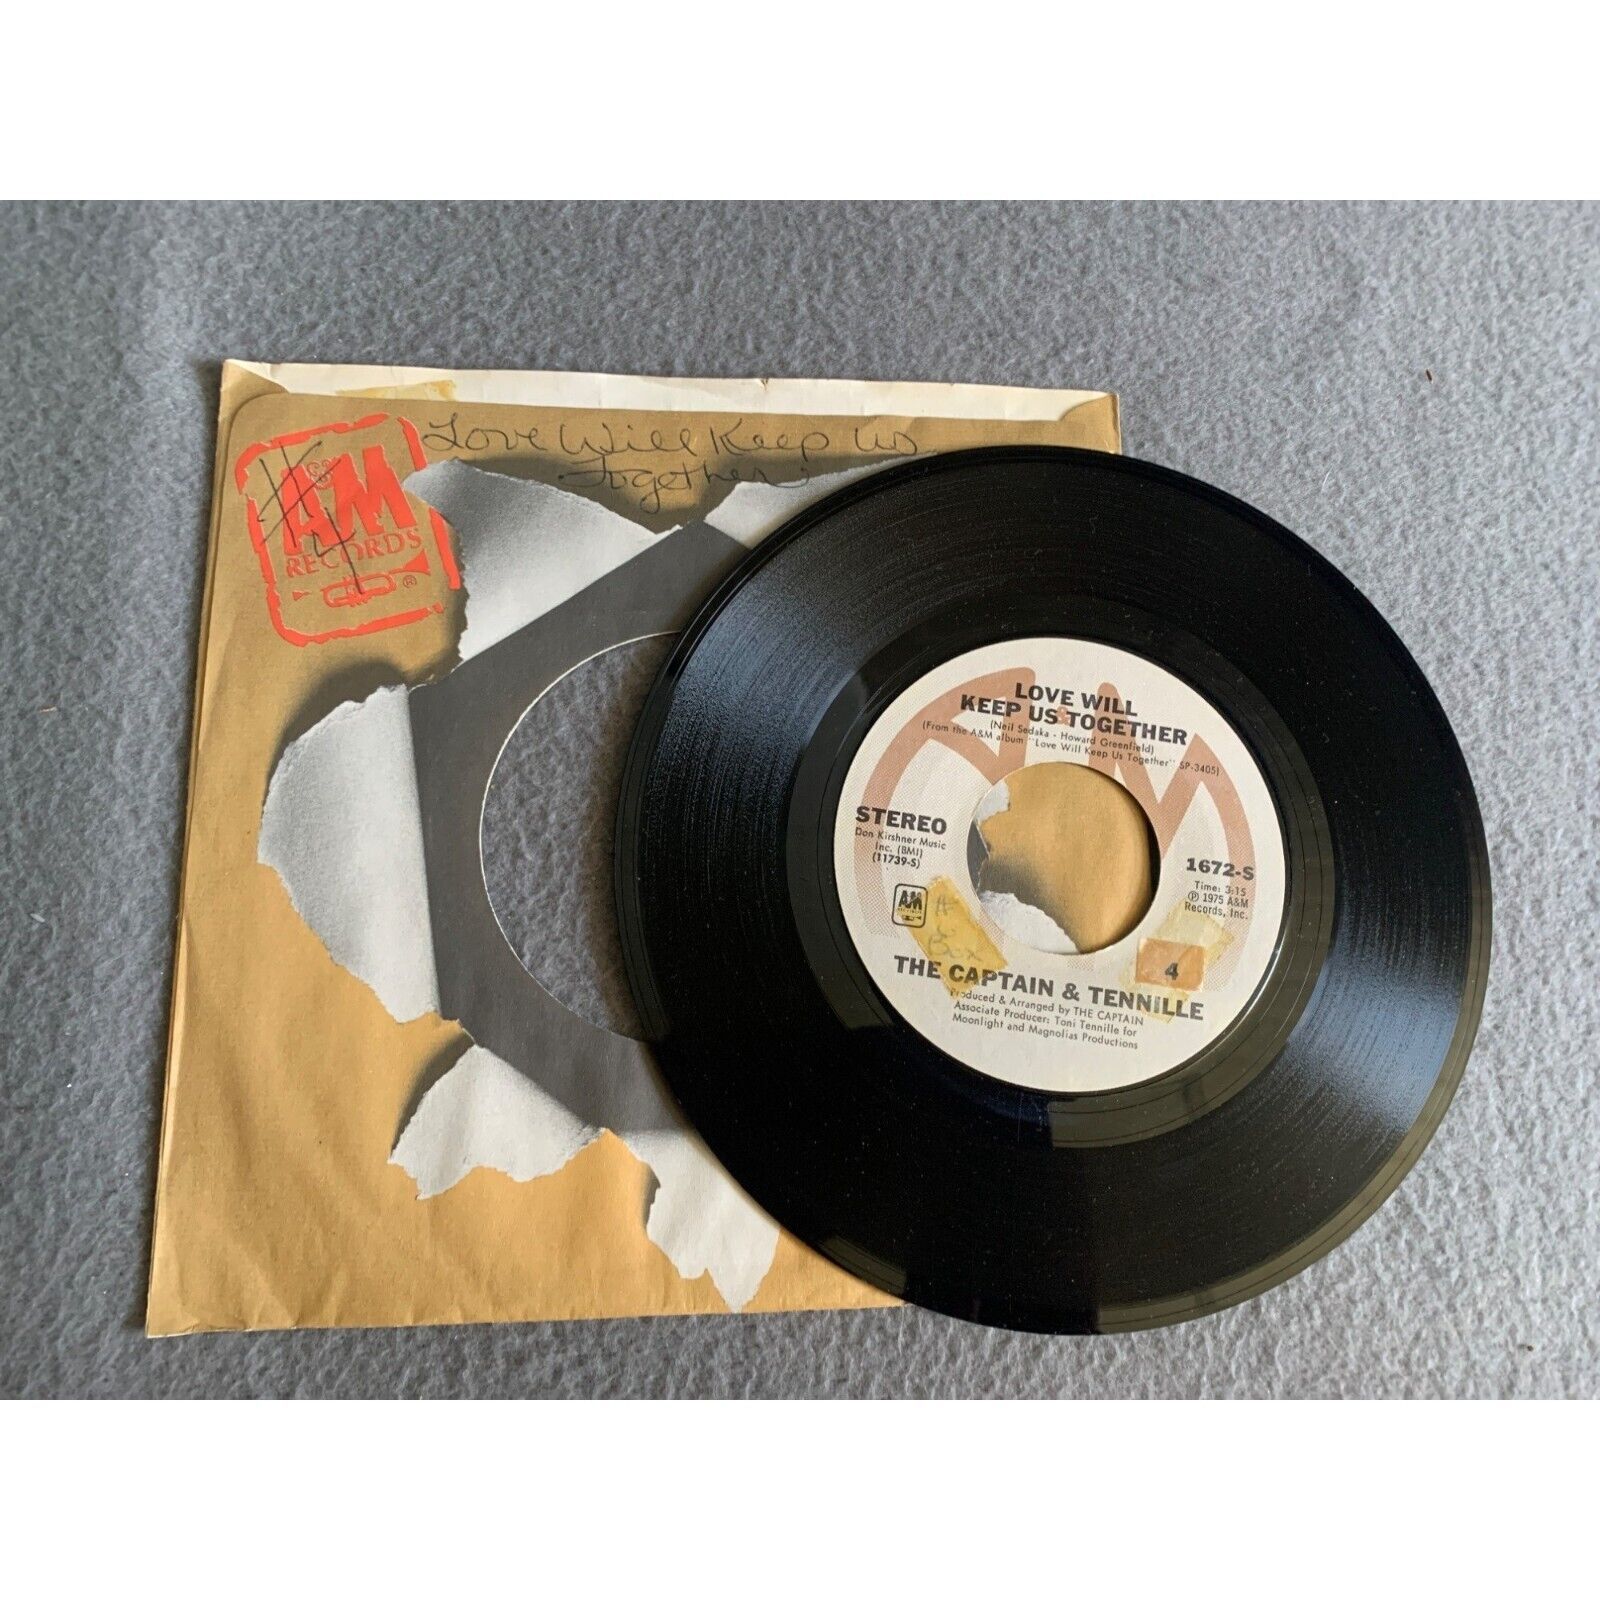 Love Will Keep Us
Together
#4
A&M
RECORDS
®
LOVE WILL
KEEP US TOGETHER
(Neil Sedaka - Howard Greenfield)
(From the A&M album "Love Will Keep Us Together" SP-3405)
STEREO
Don Kirshner Music
Inc. (BMI)
(11739-S)
1672-S
Time: 3:15
℗ 1975 A&M
Records, Inc.
AM
#
Box
4
THE CAPTAIN & TENNILLE
Produced & Arranged by THE CAPTAIN
Associate Producer: Toni Tennille for
Moonlight and Magnolias Productions